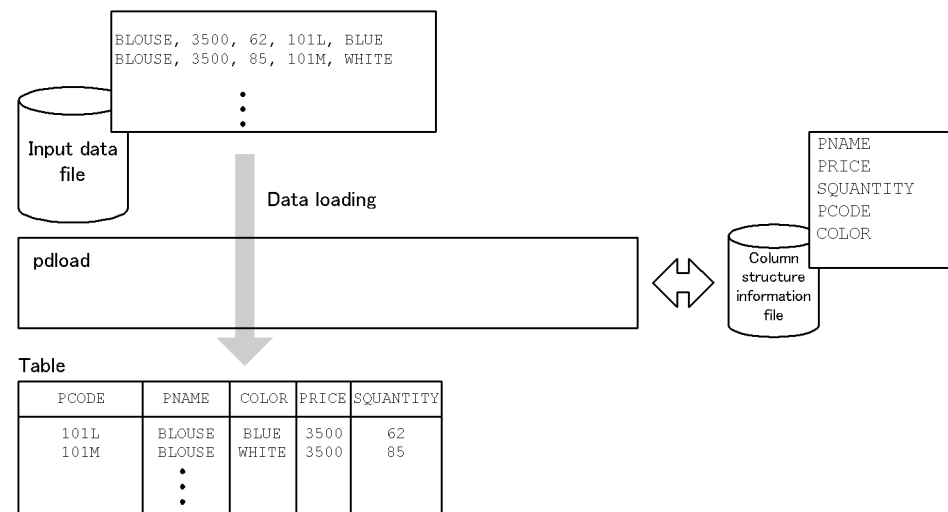 BLOUSE, 3500, 62, 101L, BLUE
BLOUSE, 3500, 85, 101M, WHITE
Input data
file
Data loading
PNAME
PRICE
SQUANTITY
PCODE
COLOR
pdload
Column
structure
information
file
Table
PCODE PNAME COLOR PRICE SQUANTITY
101L BLOUSE BLUE 3500 62
101M BLOUSE WHITE 3500 85